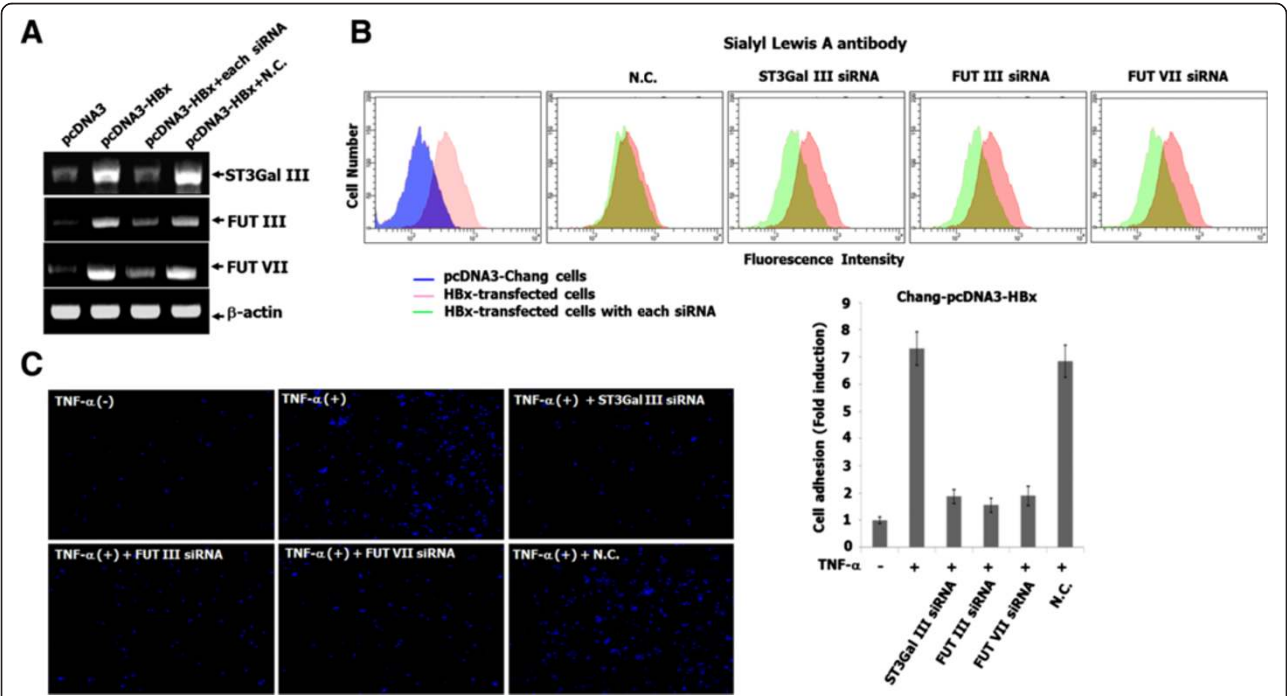 A
pcDNA3
pcDNA3-HBx
pcDNA3-HBx+each siRNA
pcDNA3-HBx+N.C.
ST3Gal III
FUT III
FUT VII
β-actin
B
Sialyl Lewis A antibody
N.C.
ST3Gal III siRNA
FUT III siRNA
FUT VII siRNA
Cell Number
Fluorescence Intensity
pcDNA3-Chang cells
HBx-transfected cells
HBx-transfected cells with each siRNA
C
TNF-α(-)
TNF-α(+)
TNF-α(+) + ST3Gal III siRNA
TNF-α(+) + FUT III siRNA
TNF-α(+) + FUT VII siRNA
TNF-α(+) + N.C.
Chang-pcDNA3-HBx
Cell adhesion (Fold induction)
9
8
7
6
5
4
3
2
1
0
TNF-α - + + + + +
ST3Gal III siRNA
FUT III siRNA
FUT VII siRNA
N.C.